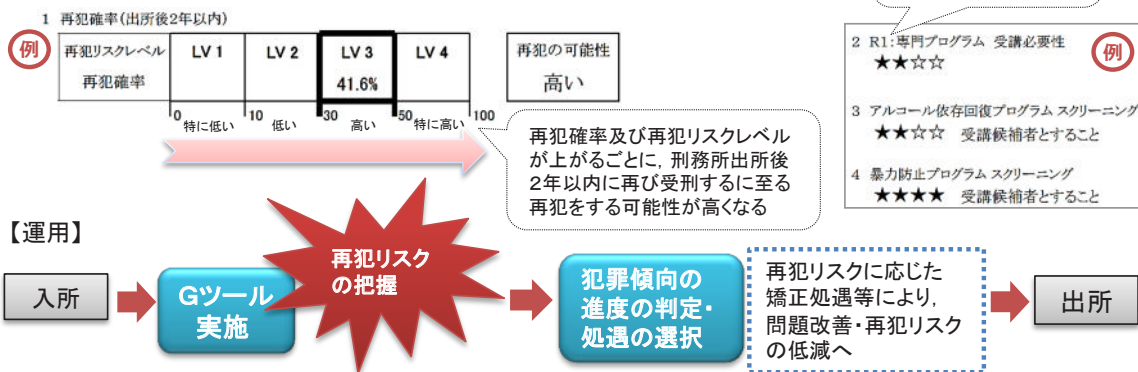 1 再犯確率(出所後2年以内)
例
再犯リスクレベル LV 1 LV 2 LV 3 LV 4
再犯確率 41.6%
0 10 30 50 100
特に低い 低い 高い 特に高い
再犯の可能性
高い
再犯確率及び再犯リスクレベル
が上がるごとに，刑務所出所後
2年以内に再び受刑するに至る
再犯をする可能性が高くなる
2 R1:専門プログラム 受講必要性
★★☆☆
例
3 アルコール依存回復プログラム スクリーニング
★★☆☆ 受講候補者とすること
4 暴力防止プログラム スクリーニング
★★★★ 受講候補者とすること
【運用】
入所
Gツール
実施
再犯リスク
の把握
犯罪傾向の
進度の判定・
処遇の選択
再犯リスクに応じた
矯正処遇等により，
問題改善・再犯リスク
の低減へ
出所